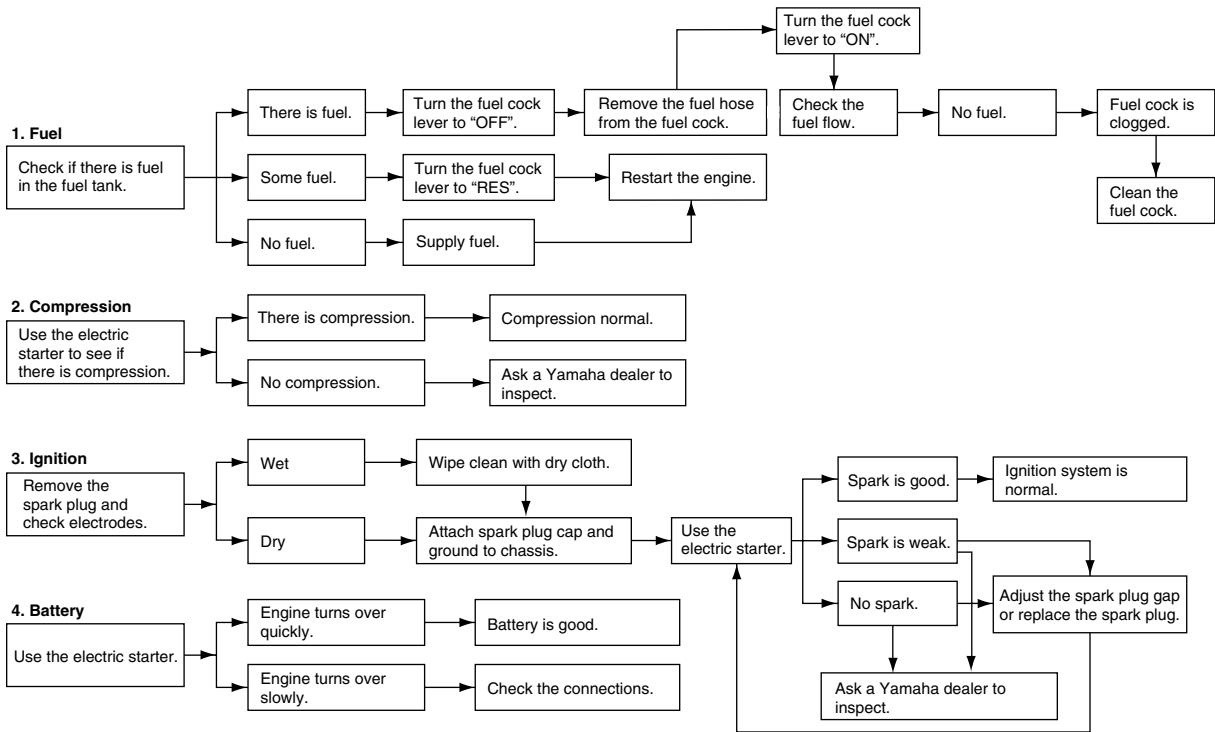 1. Fuel
Check if there is fuel
in the fuel tank.
There is fuel.
Turn the fuel cock
lever to “OFF”.
Remove the fuel hose
from the fuel cock.
Turn the fuel cock
lever to “ON”.
Check the
fuel flow.
No fuel.
Fuel cock is
clogged.
Clean the
fuel cock.
Some fuel.
Turn the fuel cock
lever to “RES”.
Restart the engine.
No fuel.
Supply fuel.
2. Compression
Use the electric
starter to see if
there is compression.
There is compression.
Compression normal.
No compression.
Ask a Yamaha dealer to
inspect.
3. Ignition
Remove the
spark plug and
check electrodes.
Wet
Wipe clean with dry cloth.
Dry
Attach spark plug cap and
ground to chassis.
Use the
electric starter.
Spark is good.
Ignition system is
normal.
Spark is weak.
No spark.
Adjust the spark plug gap
or replace the spark plug.
Ask a Yamaha dealer to
inspect.
4. Battery
Use the electric starter.
Engine turns over
quickly.
Battery is good.
Engine turns over
slowly.
Check the connections.